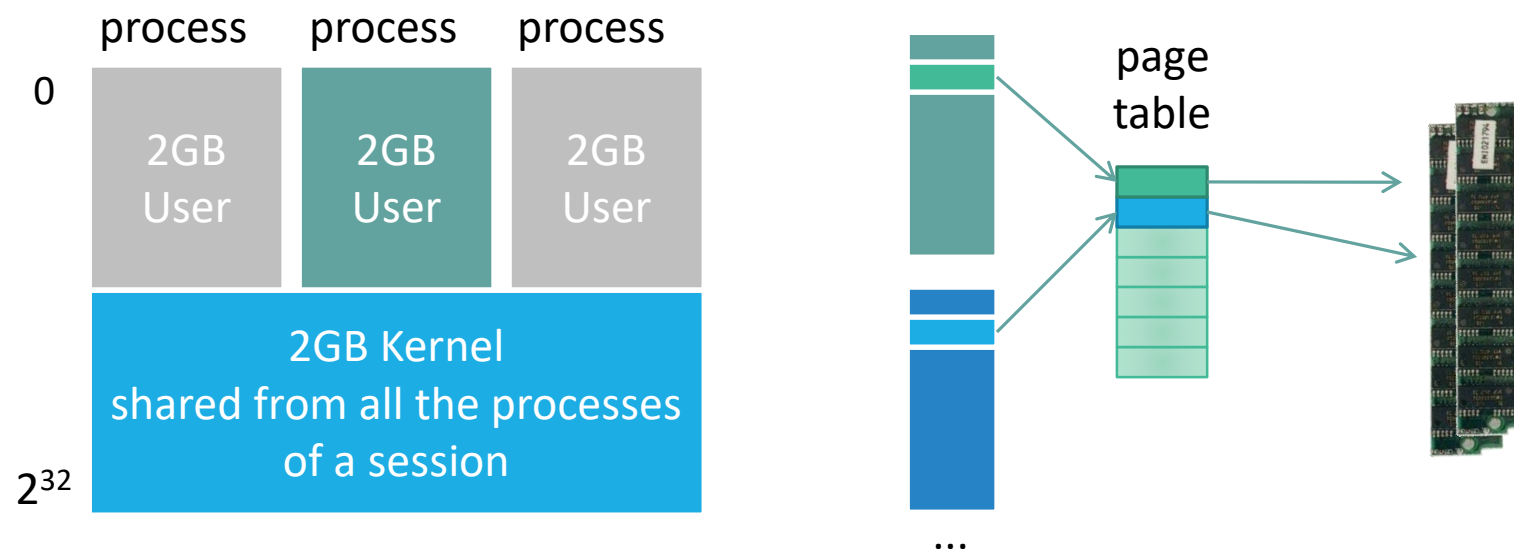 process process process
0
2GB
User
2GB
User
2GB
User
2GB Kernel
shared from all the processes
of a session
2³²
page
table
...